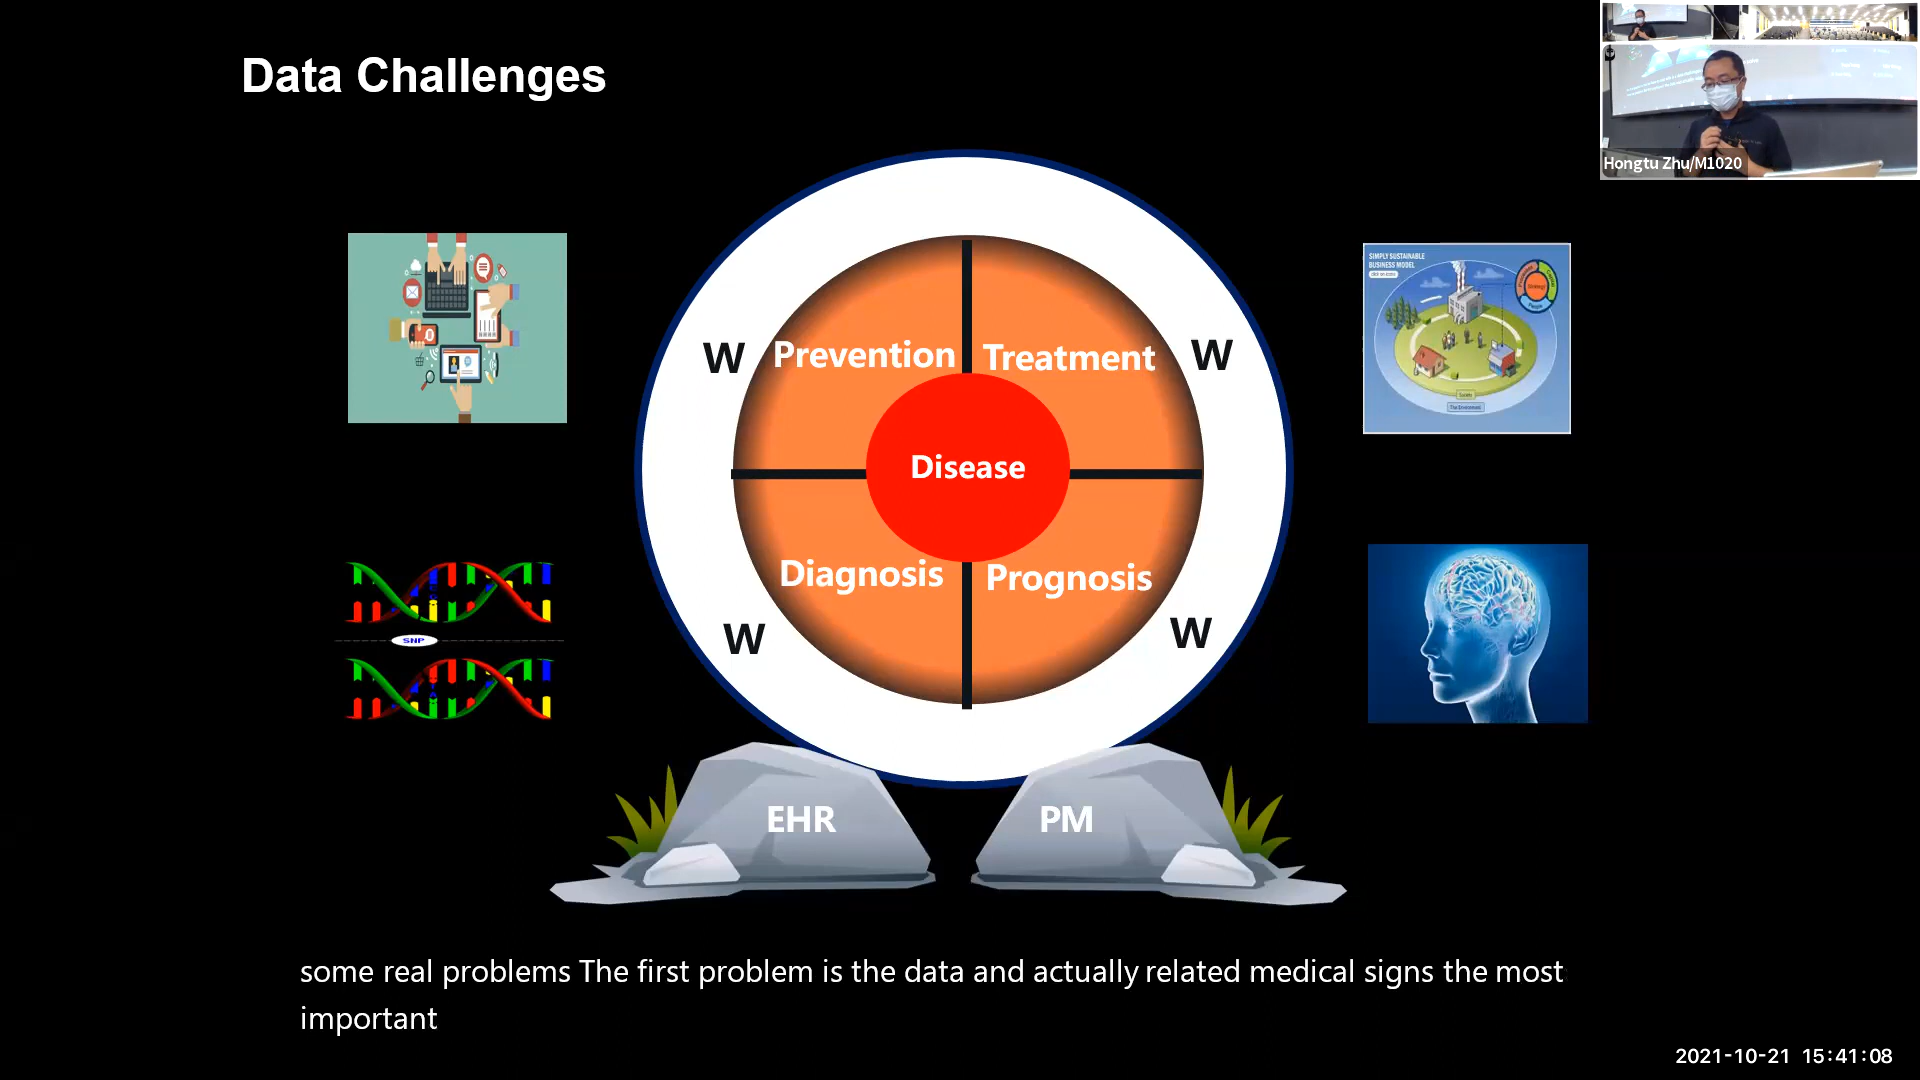 Data Challenges
Hongtu Zhu/M1020
SIMPLY SUSTAINABLE
BUSINESS MODEL
W
Prevention
Treatment
W
Disease
Diagnosis
Prognosis
SNP
W
W
EHR
PM
some real problems The first problem is the data and actually related medical signs the most
important
2021-10-21 15:41:08